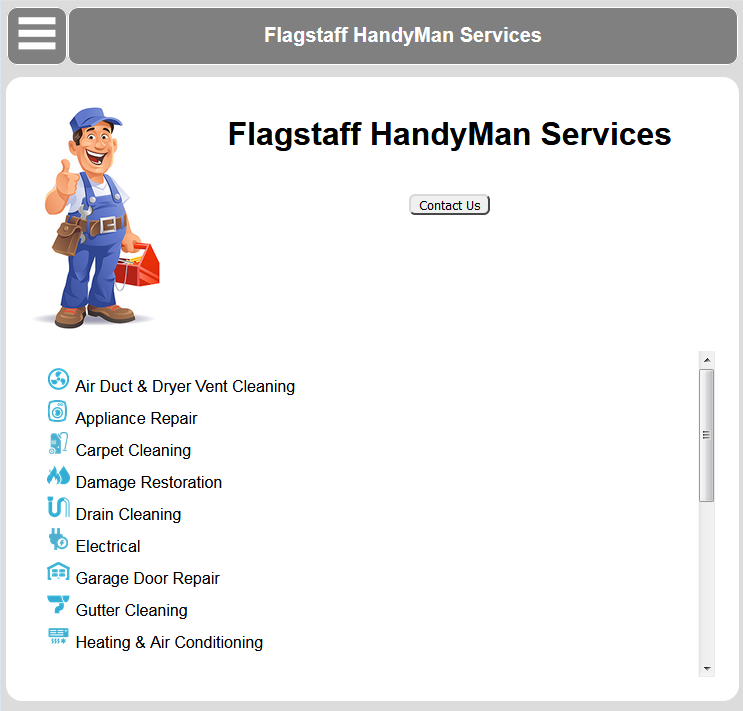 Flagstaff HandyMan Services
Flagstaff HandyMan Services
Contact Us
Air Duct & Dryer Vent Cleaning
Appliance Repair
Carpet Cleaning
Damage Restoration
Drain Cleaning
Electrical
Garage Door Repair
Gutter Cleaning
Heating & Air Conditioning